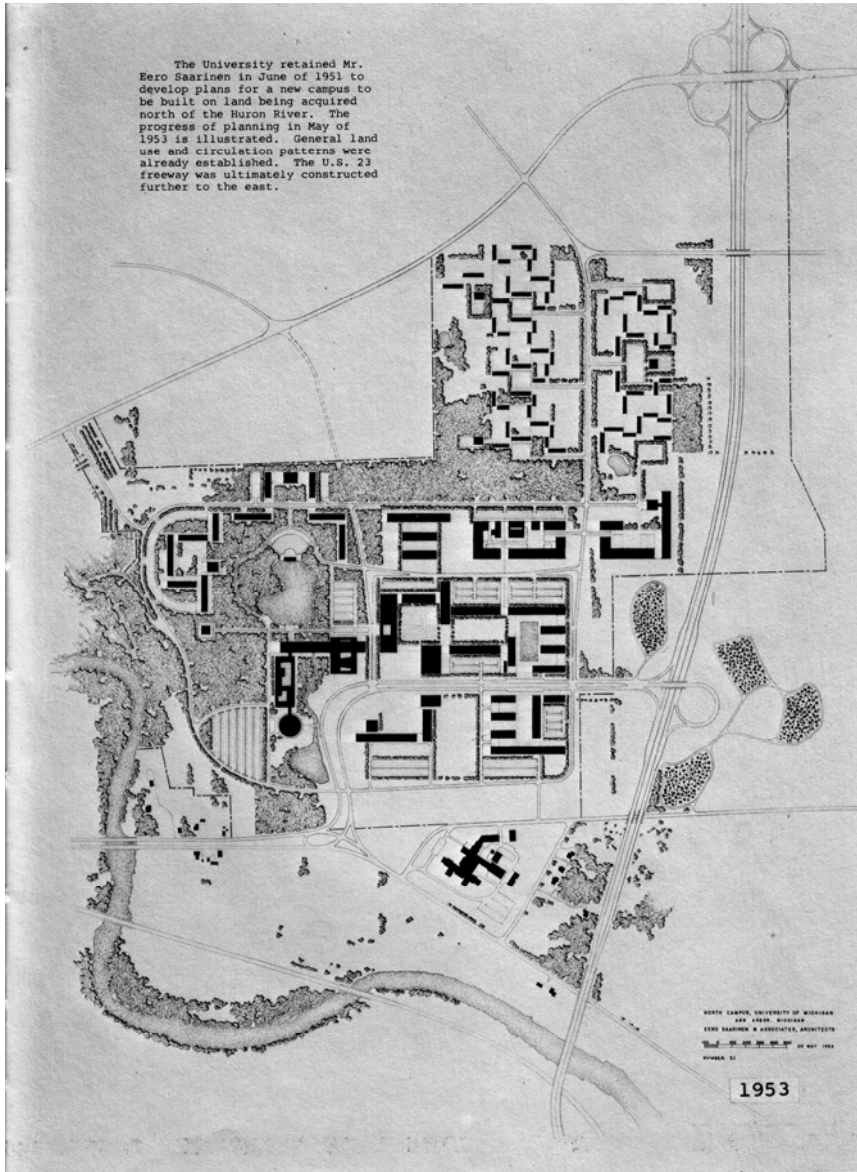 The University retained Mr.
Eero Saarinen in June of 1951 to
develop plans for a new campus to
be built on land being acquired
north of the Huron River. The
progress of planning in May of
1953 is illustrated. General land
use and circulation patterns were
already established. The U.S. 23
freeway was ultimately constructed
further to the east.
NORTH CAMPUS, UNIVERSITY OF MICHIGAN
ANN ARBOR, MICHIGAN
EERO SAARINEN & ASSOCIATES, ARCHITECTS
MAY 1953
NUMBER
1953